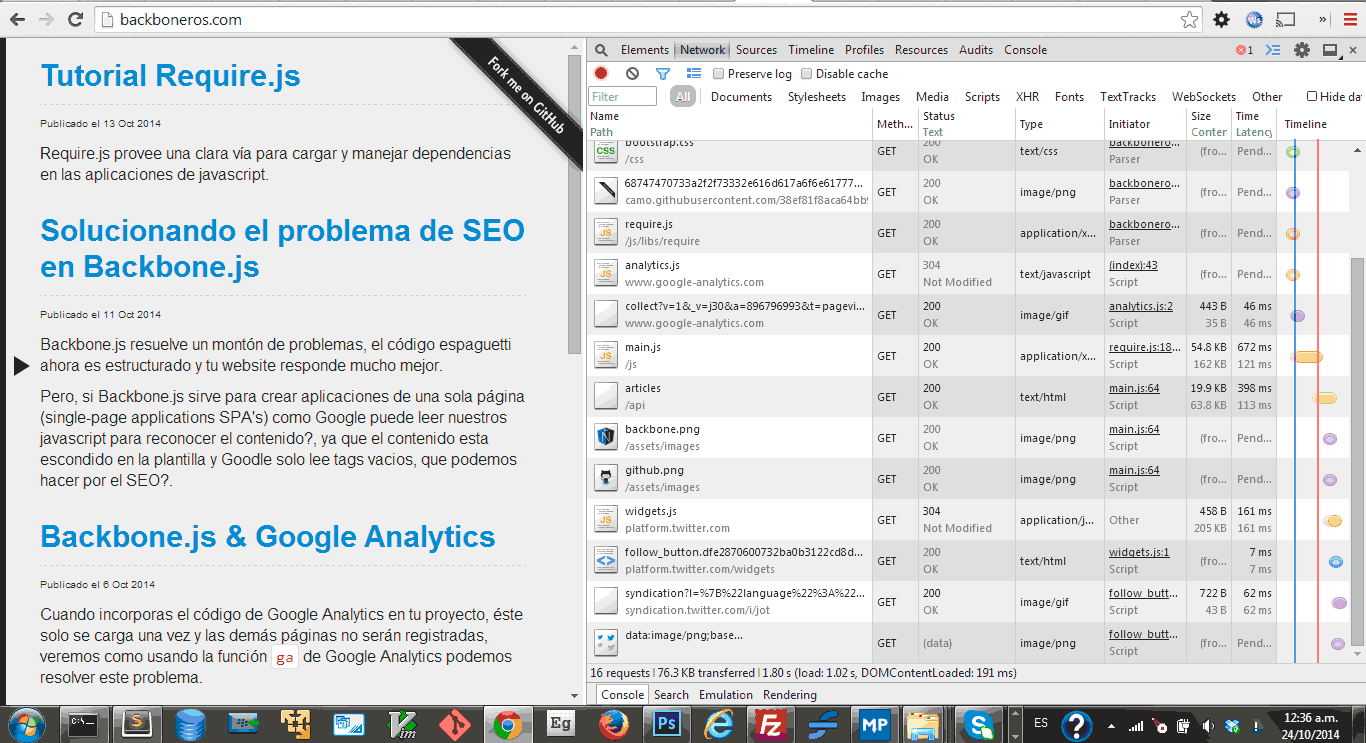 backboneros.com
Fork me on GitHub
Tutorial Require.js
Publicado el 13 Oct 2014
Require.js provee una clara vía para cargar y manejar dependencias
en las aplicaciones de javascript.
Solucionando el problema de SEO
en Backbone.js
Publicado el 11 Oct 2014
Backbone.js resuelve un montón de problemas, el código espaguetti
ahora es estructurado y tu website responde mucho mejor.
Pero, si Backbone.js sirve para crear aplicaciones de una sola página
(single-page applications SPA's) como Google puede leer nuestros
javascript para reconocer el contenido?, ya que el contenido esta
escondido en la plantilla y Goodle solo lee tags vacios, que podemos
hacer por el SEO?.
Backbone.js & Google Analytics
Publicado el 6 Oct 2014
Cuando incorporas el código de Google Analytics en tu proyecto, éste
solo se carga una vez y las demás páginas no serán registradas,
veremos como usando la función ga de Google Analytics podemos
resolver este problema.
Elements Network Sources Timeline Profiles Resources Audits Console 1
Preserve log Disable cache
Filter All Documents Stylesheets Images Media Scripts XHR Fonts TextTracks WebSockets Other Hide da
Name Meth... Status Type Initiator Size Time Timeline
Path Text Conten Latency
bootstrap.css GET 200 text/css backbonero... (fro... Pend...
/css OK Parser
68747470733a2f2f73332e616d617a6f6e61777... GET 200 image/png backbonero... (fro... Pend...
camo.githubusercontent.com/38ef81f8aca64bb9 OK Parser
require.js GET 200 application/x... backbonero... (fro... Pend...
/js/libs/require OK Parser
analytics.js GET 304 text/javascript (index):43 (fro... Pend...
www.google-analytics.com Not Modified Script
collect?v=1&_v=j30&a=896796993&t=pagevi... GET 200 image/gif analytics.js:2 443 B 46 ms
www.google-analytics.com OK Script 35 B 46 ms
main.js GET 200 application/x... require.js:18... 54.8 KB 672 ms
/js OK Script 162 KB 121 ms
articles GET 200 text/html main.js:64 19.9 KB 398 ms
/api OK Script 63.8 KB 113 ms
backbone.png GET 200 image/png main.js:64 (fro... Pend...
/assets/images OK Script
github.png GET 200 image/png main.js:64 (fro... Pend...
/assets/images OK Script
widgets.js GET 304 application/j... Other 458 B 161 ms
platform.twitter.com Not Modified 205 KB 161 ms
follow_button.dfe2870600732ba0b3122cd8d... GET 200 text/html widgets.js:1 (fro... 7 ms
platform.twitter.com/widgets OK Script 7 ms
syndication?l=%7B%22language%22%3A%22... GET 200 image/gif follow_butt... 722 B 62 ms
syndication.twitter.com/i/jot OK Script 43 B 62 ms
data:image/png;base... GET (data) image/png follow_butt... (fro... Pend...
Script
16 requests | 76.3 KB transferred | 1.80 s (load: 1.02 s, DOMContentLoaded: 191 ms)
Console Search Emulation Rendering
C:\_ Vim Eg Ps Fz MP ES 12:36 a.m.
24/10/2014